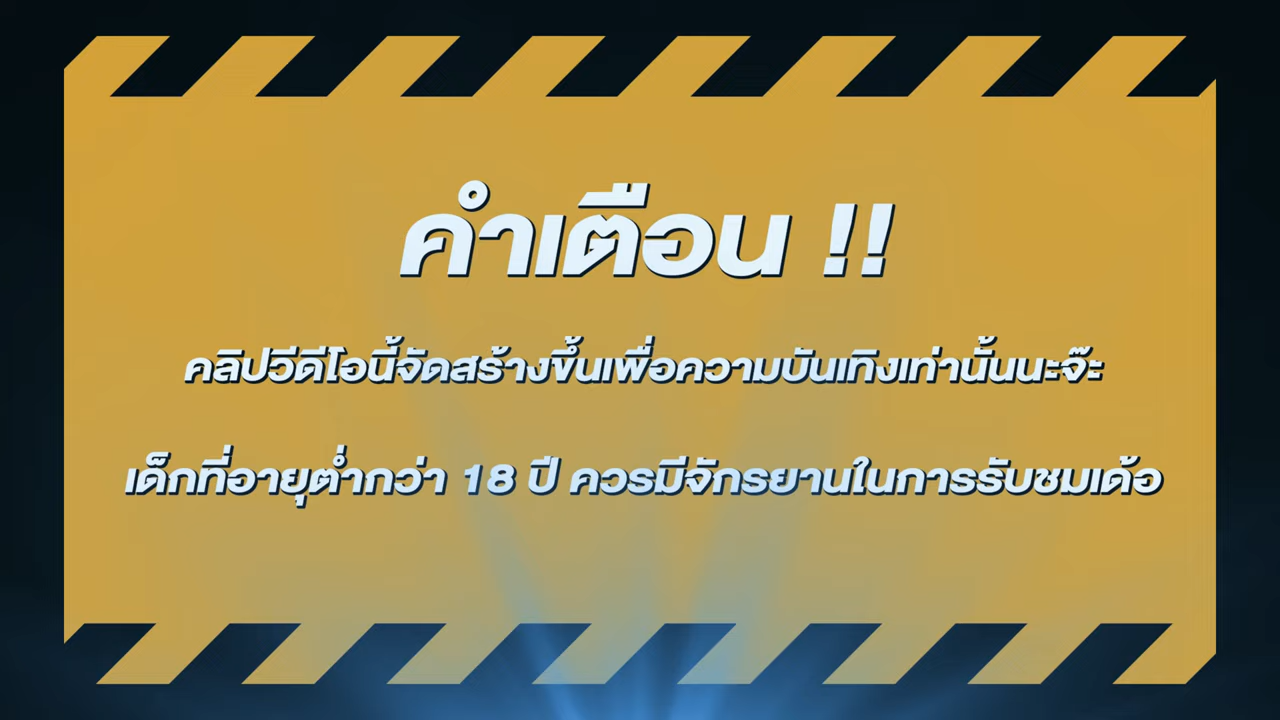 คำเตือน !!
คลิปวีดีโอนี้จัดสร้างขึ้นเพื่อความบันเทิงเท่านั้นนะจ๊ะ
เด็กที่อายุต่ำกว่า 18 ปี ควรมีจักรยานในการรับชมเด้อ